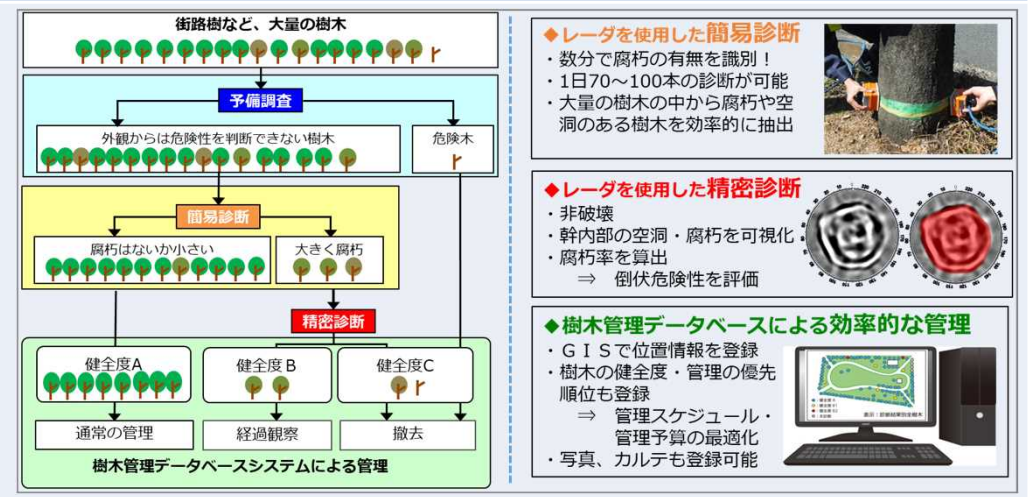 街路樹など、大量の樹木
予備調査
外観からは危険性を判断できない樹木
危険木
簡易診断
腐朽はないか小さい
大きく腐朽
精密診断
健全度A
健全度B
健全度C
通常の管理
経過観察
撤去
樹木管理データベースシステムによる管理
◆レーダを使用した簡易診断
・数分で腐朽の有無を識別！
・1日70～100本の診断が可能
・大量の樹木の中から腐朽や空
洞のある樹木を効率的に抽出
◆レーダを使用した精密診断
・非破壊
・幹内部の空洞・腐朽を可視化
・腐朽率を算出
⇒ 倒伏危険性を評価
◆樹木管理データベースによる効率的な管理
・ＧＩＳで位置情報を登録
・樹木の健全度・管理の優先
順位も登録
⇒ 管理スケジュール・
管理予算の最適化
・写真、カルテも登録可能